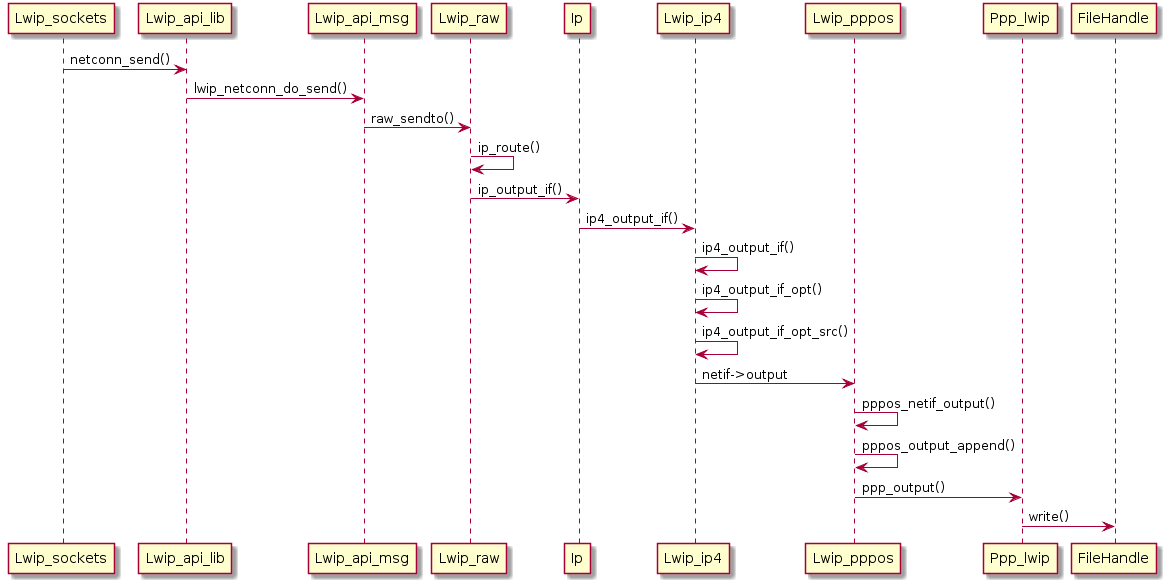 Lwip_sockets Lwip_api_lib Lwip_api_msg Lwip_raw Ip Lwip_ip4 Lwip_pppos Ppp_lwip FileHandle
netconn_send()
lwip_netconn_do_send()
raw_sendto()
ip_route()
ip_output_if()
ip4_output_if()
ip4_output_if()
ip4_output_if_opt()
ip4_output_if_opt_src()
netif->output
pppos_netif_output()
pppos_output_append()
ppp_output()
write()
Lwip_sockets Lwip_api_lib Lwip_api_msg Lwip_raw Ip Lwip_ip4 Lwip_pppos Ppp_lwip FileHandle